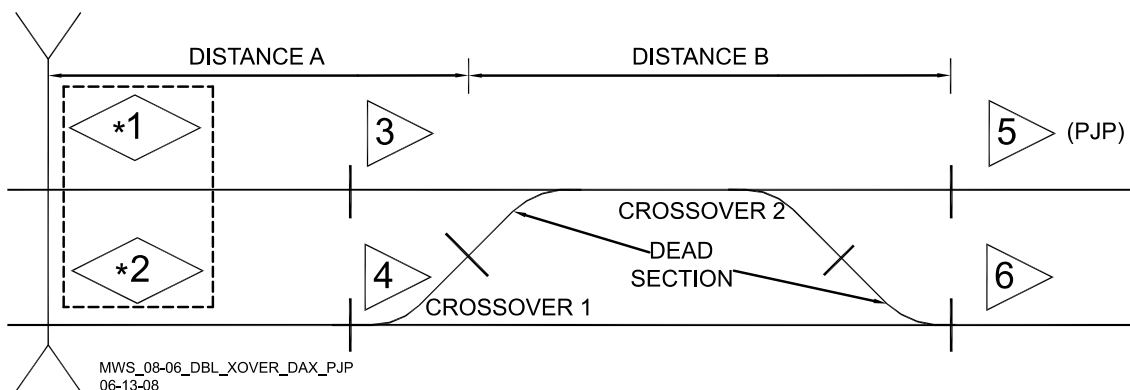 DISTANCE A
DISTANCE B
*1
3
5
(PJP)
CROSSOVER 2
*2
4
DEAD
SECTION
6
CROSSOVER 1
MWS_08-06_DBL_XOVER_DAX_PJP
06-13-08